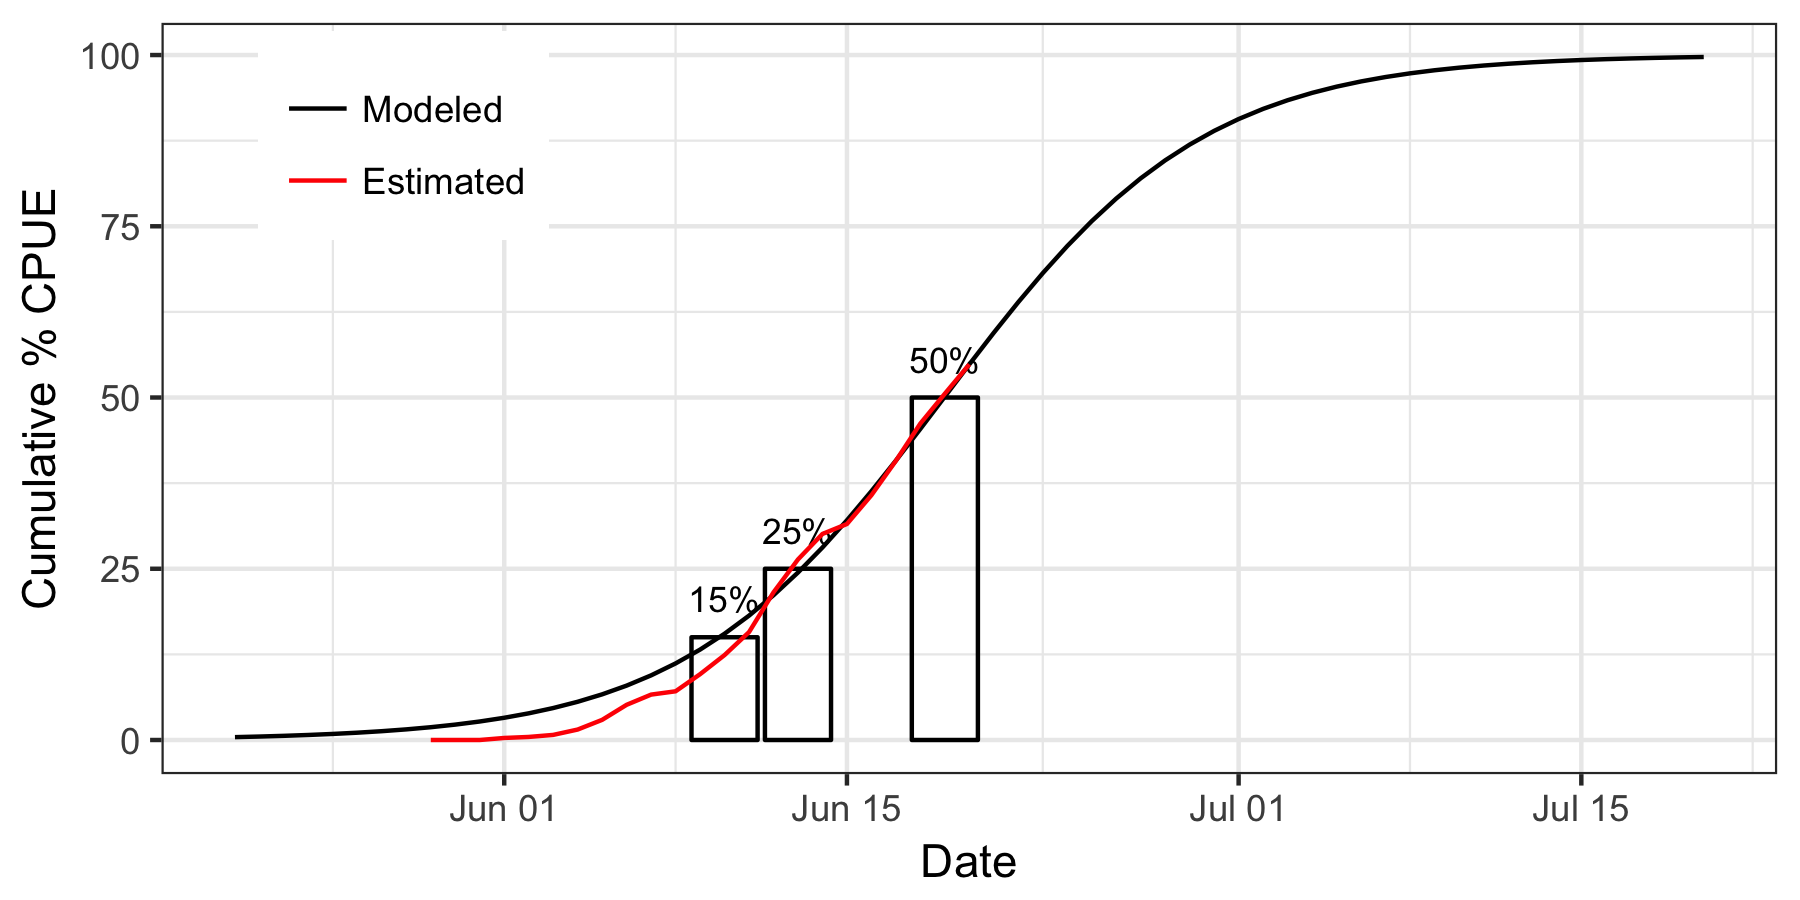 Cumulative % CPUE
100
75
50
25
0
Modeled
Estimated
15%
25%
50%
Jun 01
Jun 15
Jul 01
Jul 15
Date